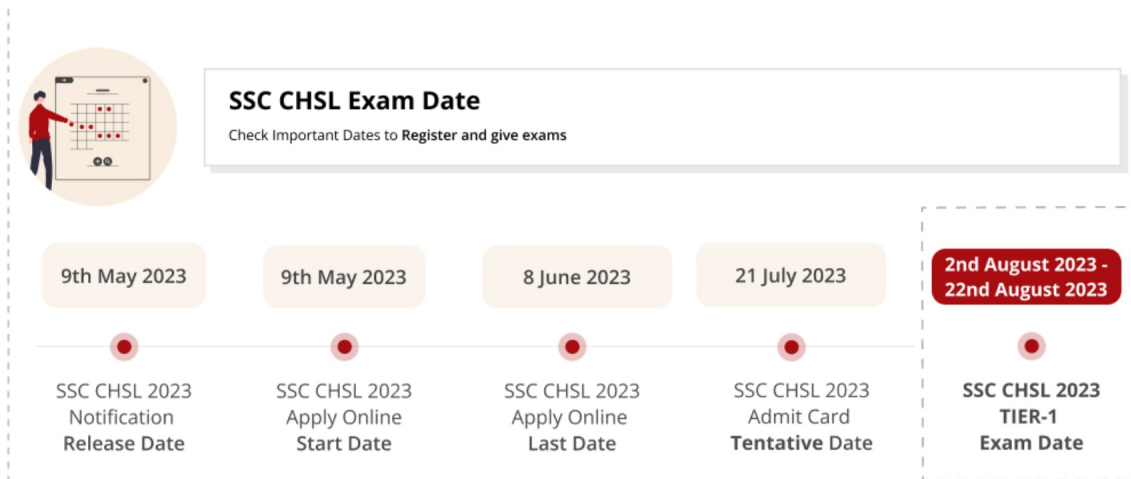 SSC CHSL Exam Date
Check Important Dates to Register and give exams
9th May 2023
SSC CHSL 2023
Notification
Release Date
9th May 2023
SSC CHSL 2023
Apply Online
Start Date
8 June 2023
SSC CHSL 2023
Apply Online
Last Date
21 July 2023
SSC CHSL 2023
Admit Card
Tentative Date
2nd August 2023 -
22nd August 2023
SSC CHSL 2023
TIER-1
Exam Date